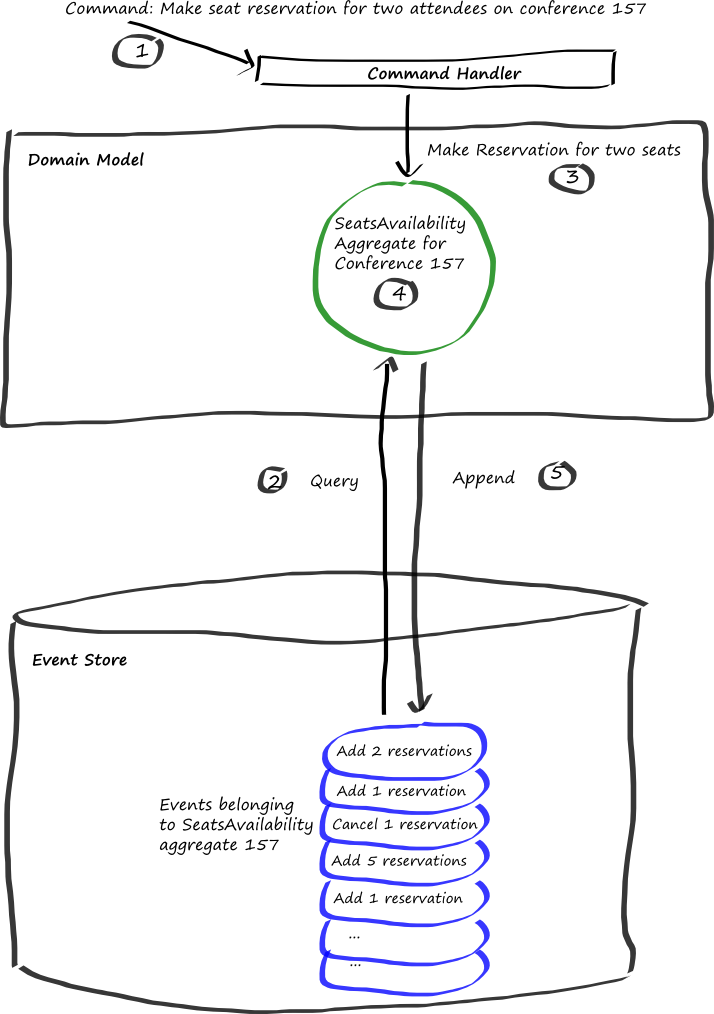 Command: Make seat reservation for two attendees on conference 157
1
Command Handler
Domain Model
Make Reservation for two seats
3
SeatsAvailability
Aggregate for
Conference 157
4
2
Query
Append
5
Event Store
Add 2 reservations
Add 1 reservation
Cancel 1 reservation
Add 5 reservations
Add 1 reservation
...
...
Events belonging
to SeatsAvailability
aggregate 157